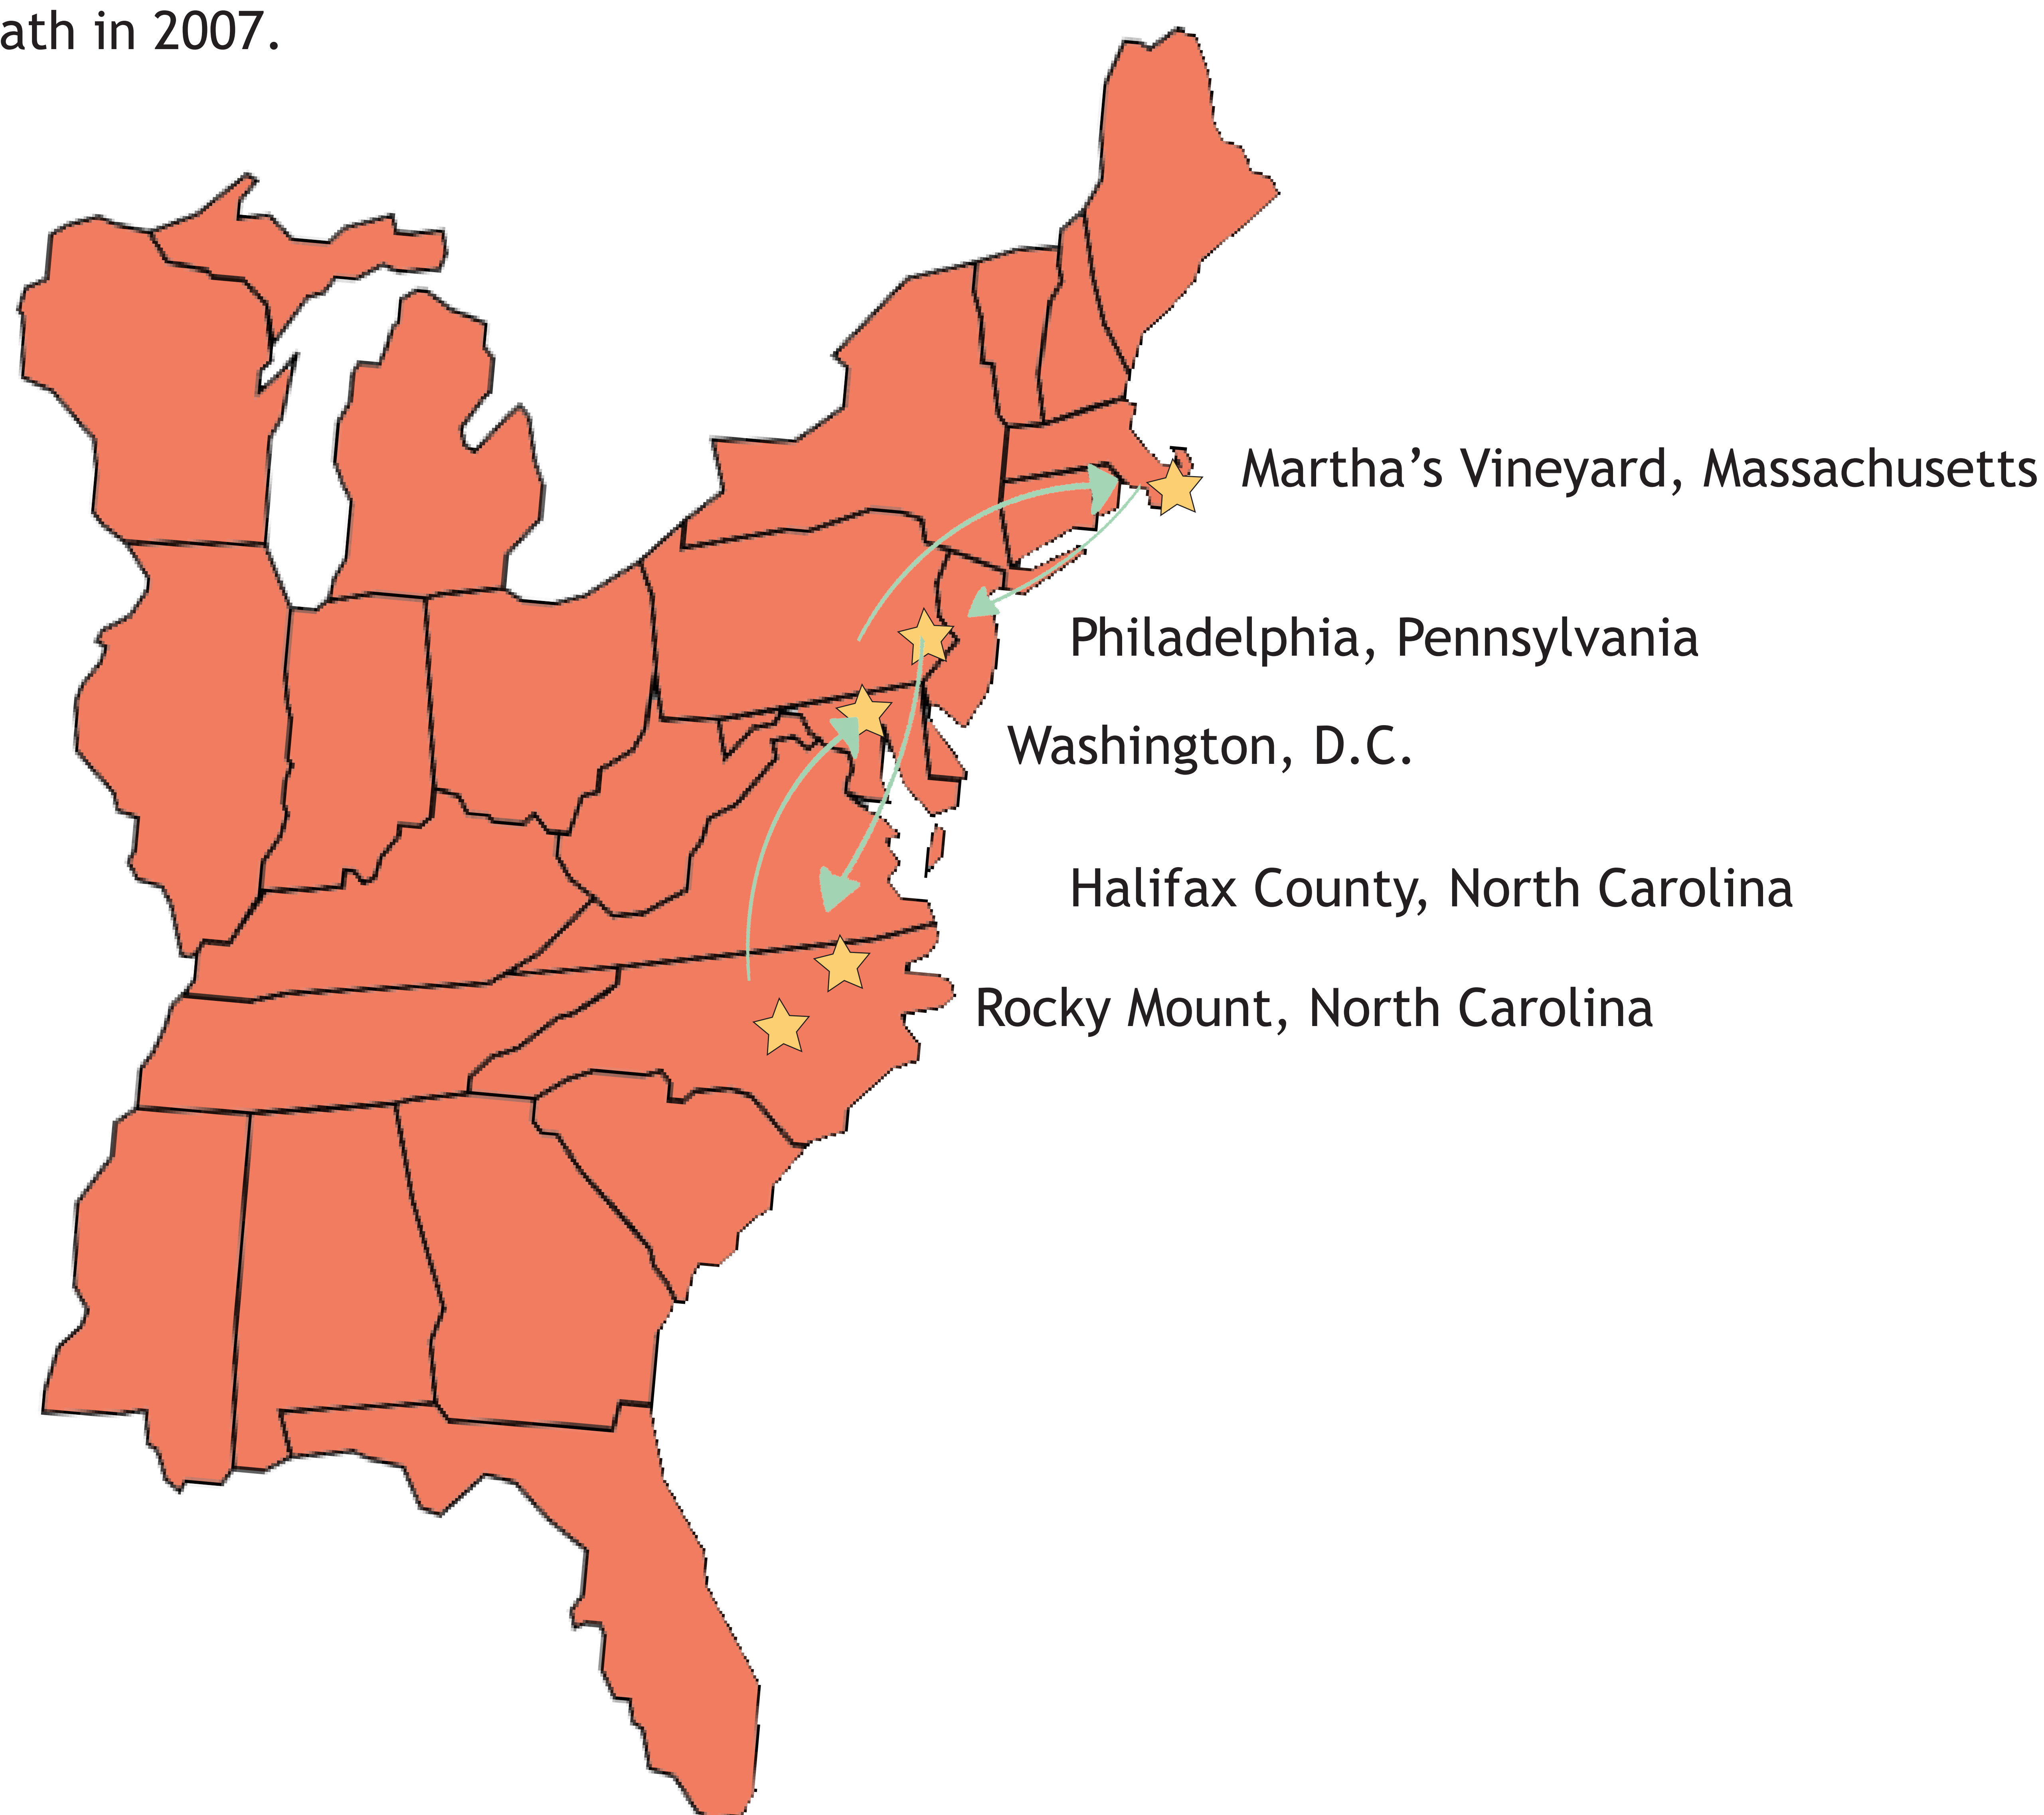 ath in 2007.
Martha's Vineyard, Massachusetts
Philadelphia, Pennsylvania
Washington, D.C.
Halifax County, North Carolina
Rocky Mount, North Carolina